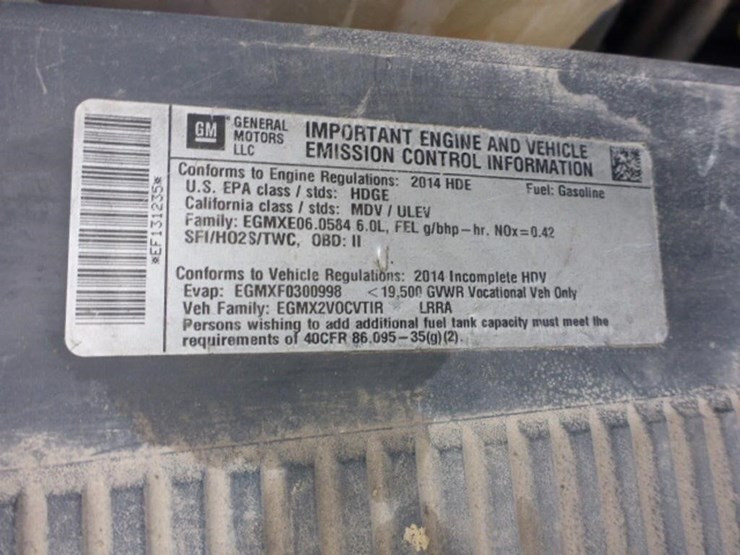 *EF131235*
GM GENERAL
MOTORS
LLC
IMPORTANT ENGINE AND VEHICLE
EMISSION CONTROL INFORMATION
Conforms to Engine Regulations: 2014 HDE Fuel: Gasoline
U.S. EPA class / stds: HDGE
California class / stds: MDV / ULEV
Family: EGMXE06.0584 6.0L, FEL g/bhp-hr. NOx=0.42
SFI/HO2S/TWC, OBD: II
Conforms to Vehicle Regulations: 2014 Incomplete HDV
Evap: EGMXF0300998 <19,500 GVWR Vocational Veh Only
Veh Family: EGMX2VOCVTIR LRRA
Persons wishing to add additional fuel tank capacity must meet the
requirements of 40CFR 86.095-35(g)(2).